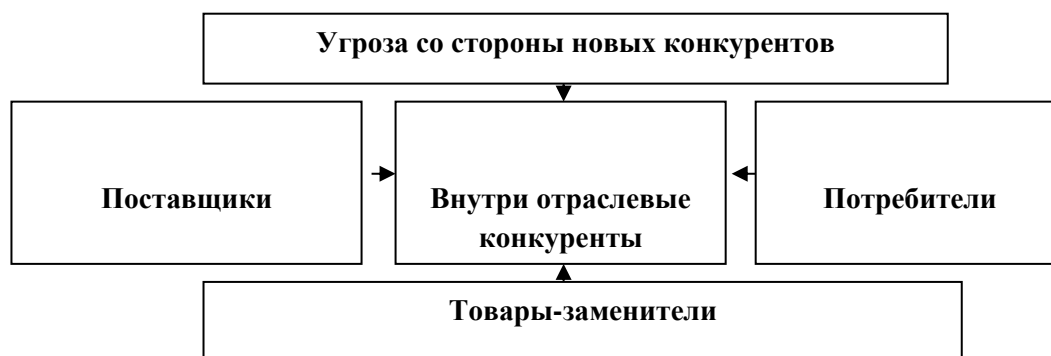 Угроза со стороны новых конкурентов
Поставщики
Внутри отраслевые
конкуренты
Потребители
Товары-заменители